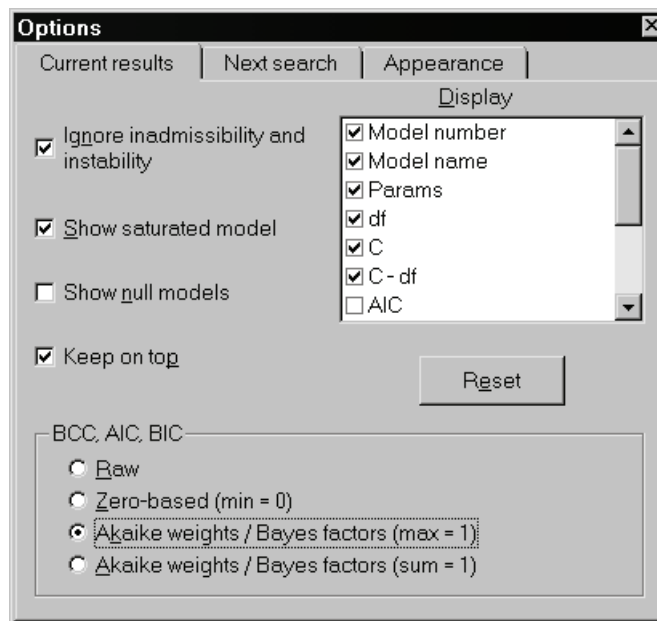 Options
Current results
Next search
Appearance
Display
Ignore inadmissibility and
instability
Show saturated model
Show null models
Keep on top
Model number
Model name
Params
df
C
C - df
AIC
Reset
BCC, AIC, BIC
Raw
Zero-based (min = 0)
Akaike weights / Bayes factors (max = 1)
Akaike weights / Bayes factors (sum = 1)